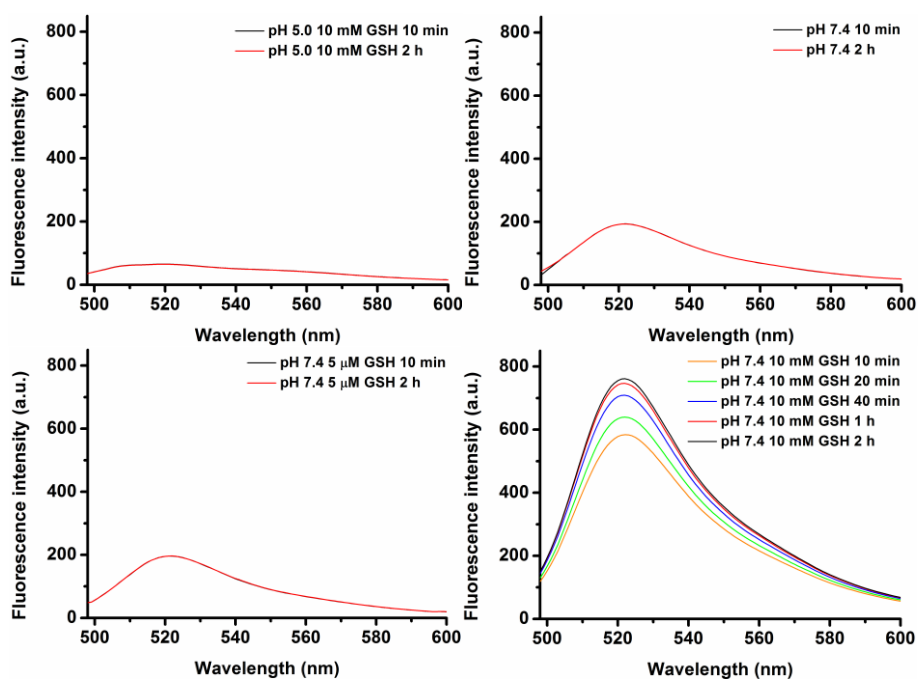 Fluorescence intensity (a.u.)
800
600
400
200
0
pH 5.0 10 mM GSH 10 min
pH 5.0 10 mM GSH 2 h
500 520 540 560 580 600
Wavelength (nm)
Fluorescence intensity (a.u.)
800
600
400
200
0
pH 7.4 10 min
pH 7.4 2 h
500 520 540 560 580 600
Wavelength (nm)
Fluorescence intensity (a.u.)
800
600
400
200
0
pH 7.4 5 μM GSH 10 min
pH 7.4 5 μM GSH 2 h
500 520 540 560 580 600
Wavelength (nm)
Fluorescence intensity (a.u.)
800
600
400
200
0
pH 7.4 10 mM GSH 10 min
pH 7.4 10 mM GSH 20 min
pH 7.4 10 mM GSH 40 min
pH 7.4 10 mM GSH 1 h
pH 7.4 10 mM GSH 2 h
500 520 540 560 580 600
Wavelength (nm)